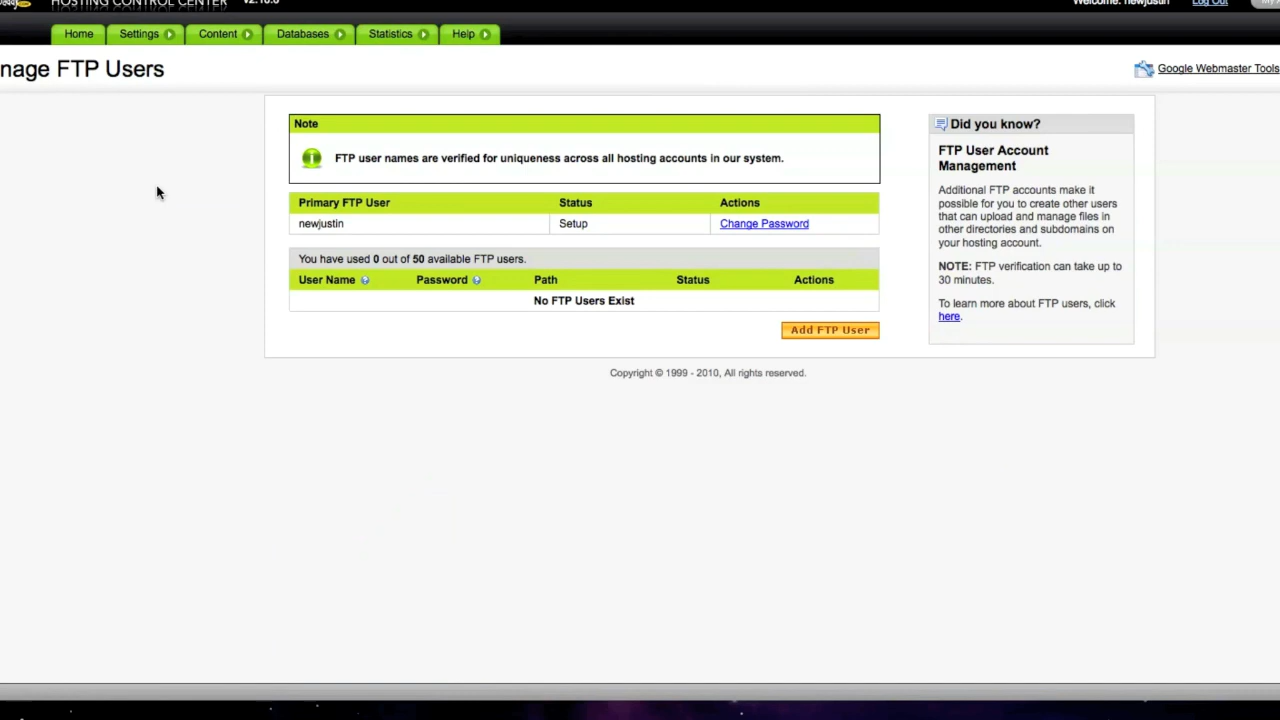 HOSTING CONTROL CENTER
Welcome: newjustin
Log Out
Home
Settings
Content
Databases
Statistics
Help
nage FTP Users
Google Webmaster Tools
Note
FTP user names are verified for uniqueness across all hosting accounts in our system.
Primary FTP User Status Actions
newjustin Setup Change Password
You have used 0 out of 50 available FTP users.
User Name Password Path Status Actions
No FTP Users Exist
Add FTP User
Did you know?
FTP User Account
Management
Additional FTP accounts make it
possible for you to create other users
that can upload and manage files in
other directories and subdomains on
your hosting account.
NOTE: FTP verification can take up to
30 minutes.
To learn more about FTP users, click
here.
Copyright © 1999 - 2010, All rights reserved.